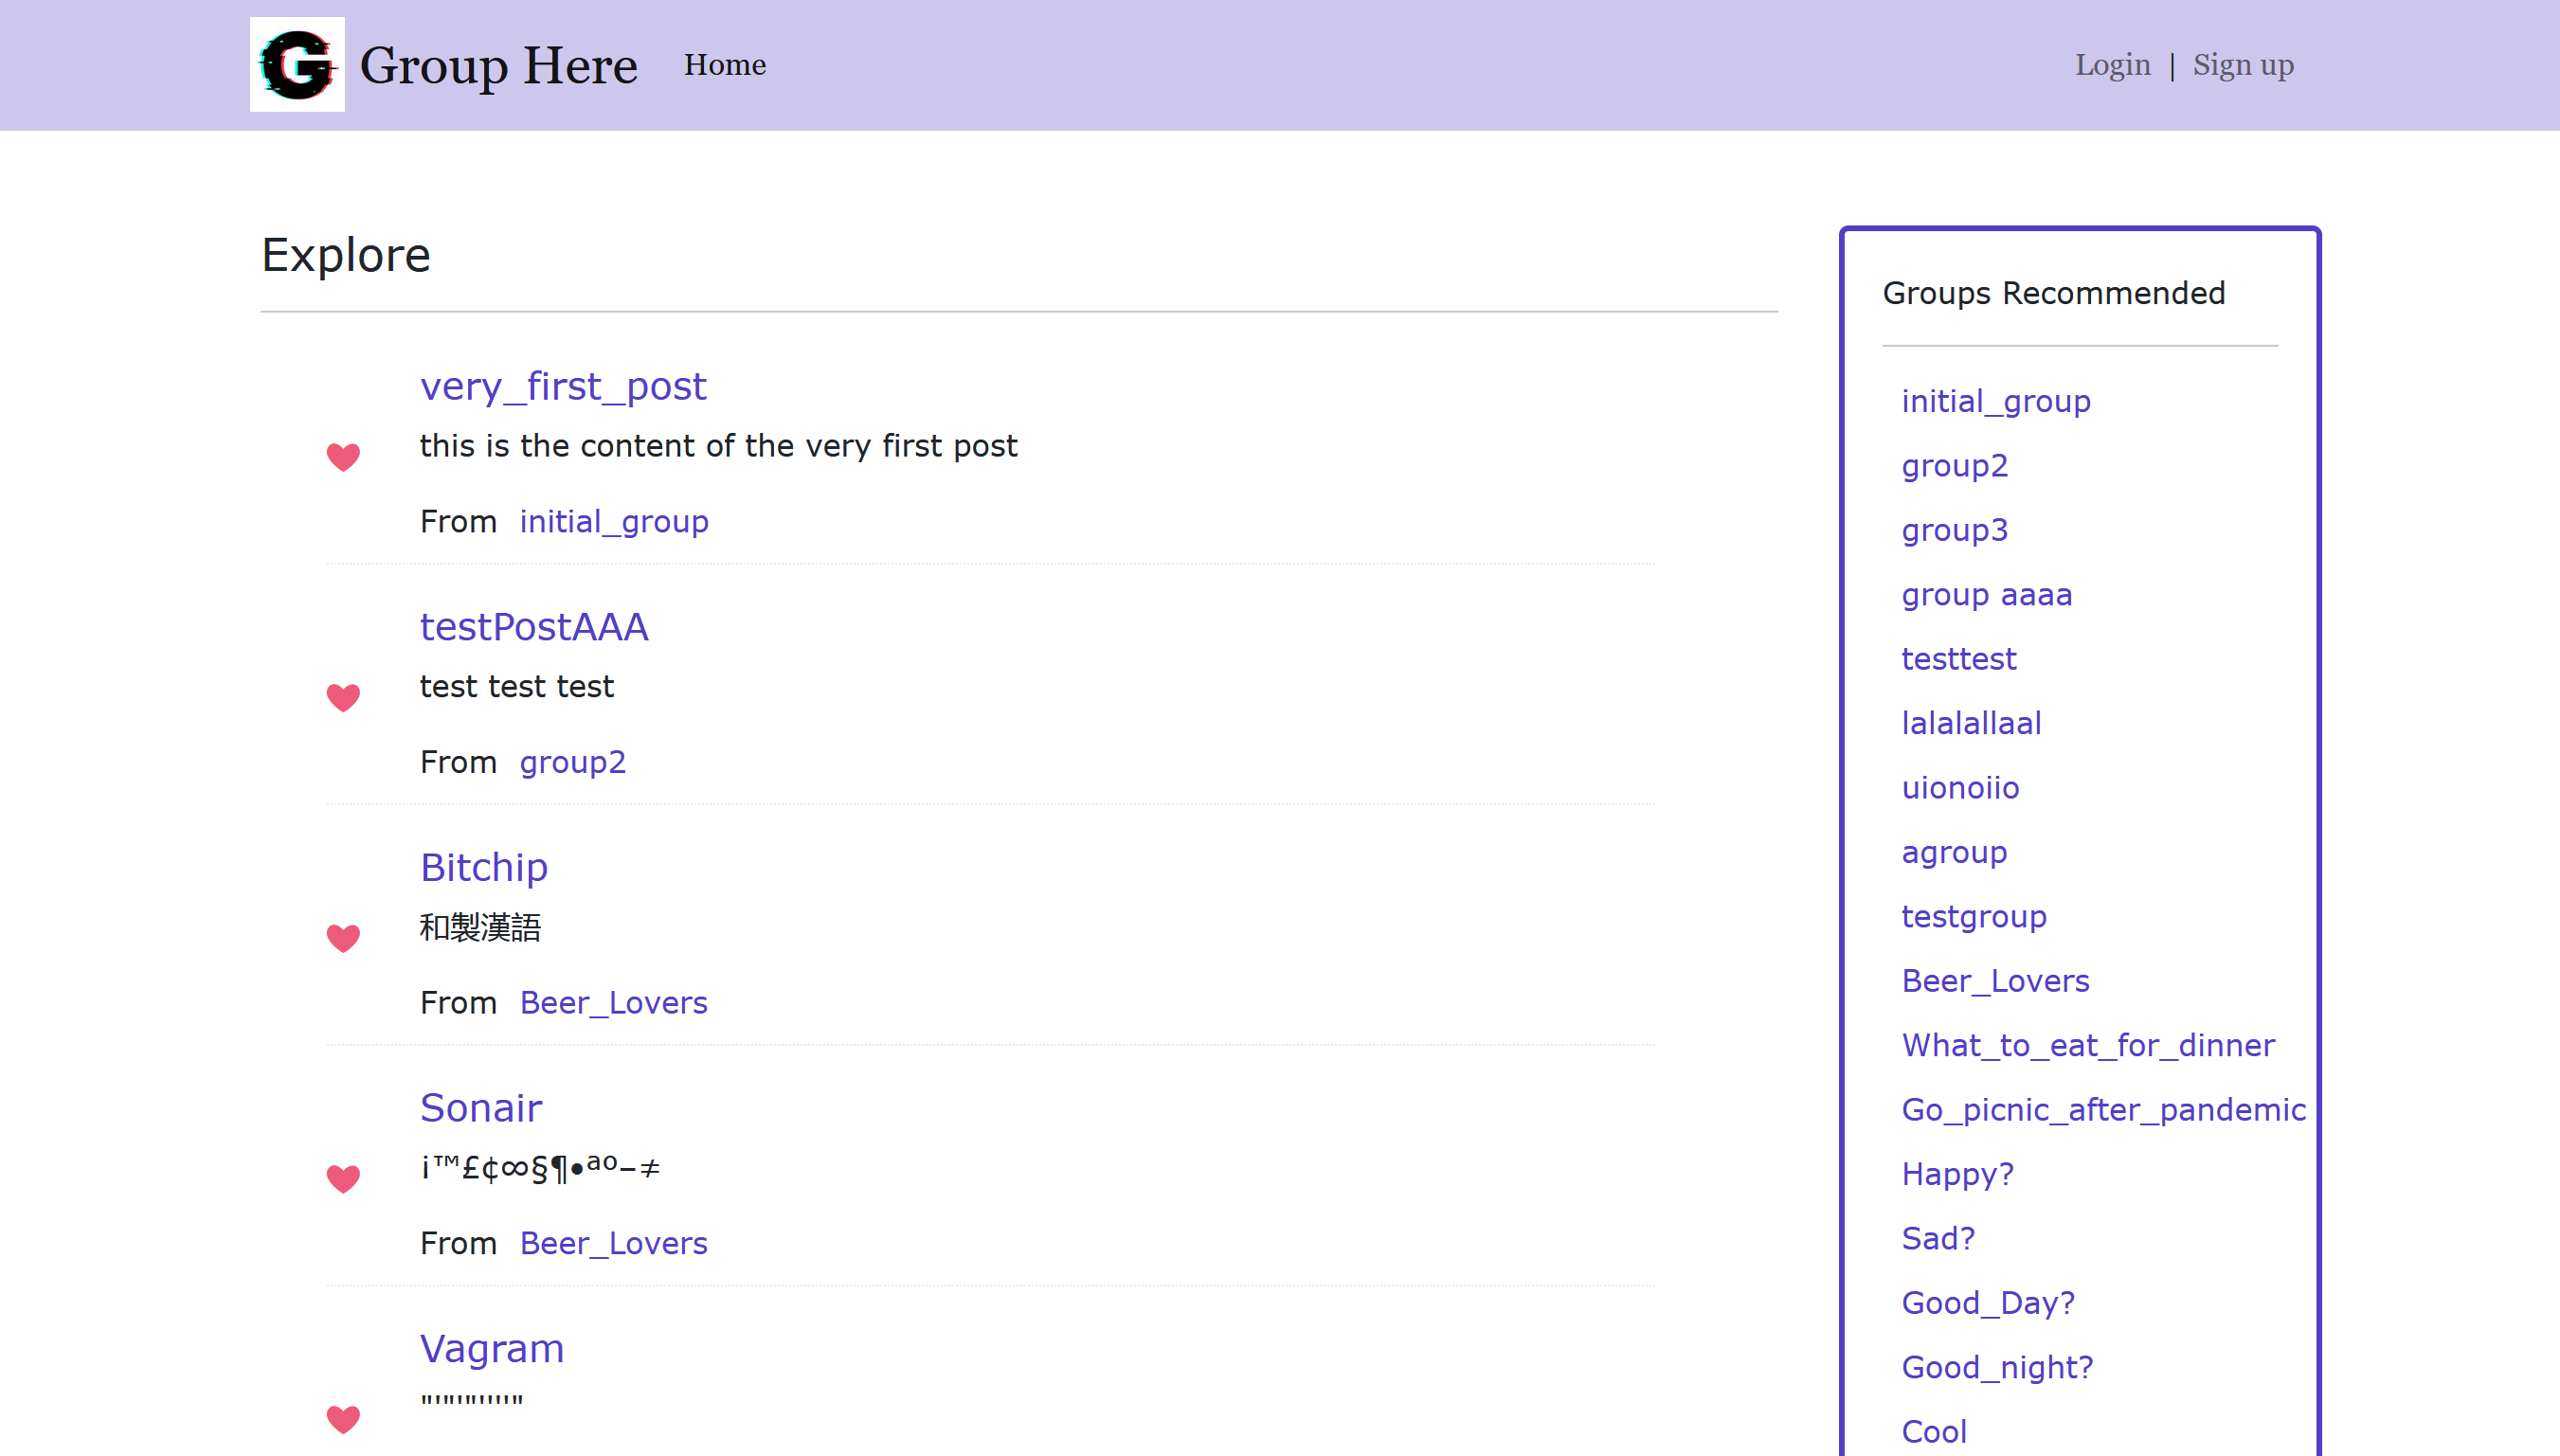 G Group Here Home Login | Sign up
Explore
very_first_post
this is the content of the very first post
From initial_group
testPostAAA
test test test
From group2
Bitchip
和製漢語
From Beer_Lovers
Sonair
¡™£¢∞§¶•ªº–≠
From Beer_Lovers
Vagram
"'"'"''''"
Groups Recommended
initial_group
group2
group3
group aaaa
testtest
lalalallaal
uionoiio
agroup
testgroup
Beer_Lovers
What_to_eat_for_dinner
Go_picnic_after_pandemic
Happy?
Sad?
Good_Day?
Good_night?
Cool